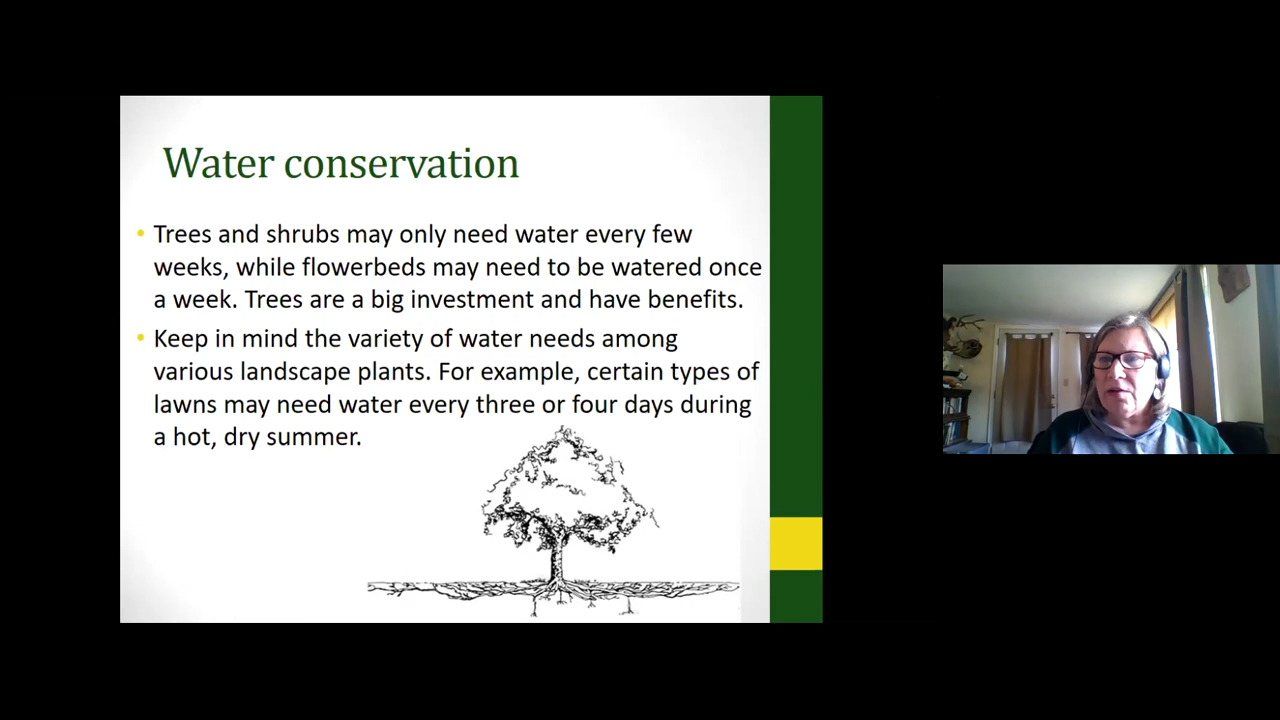 Water conservation
• Trees and shrubs may only need water every few
weeks, while flowerbeds may need to be watered once
a week. Trees are a big investment and have benefits.
• Keep in mind the variety of water needs among
various landscape plants. For example, certain types of
lawns may need water every three or four days during
a hot, dry summer.